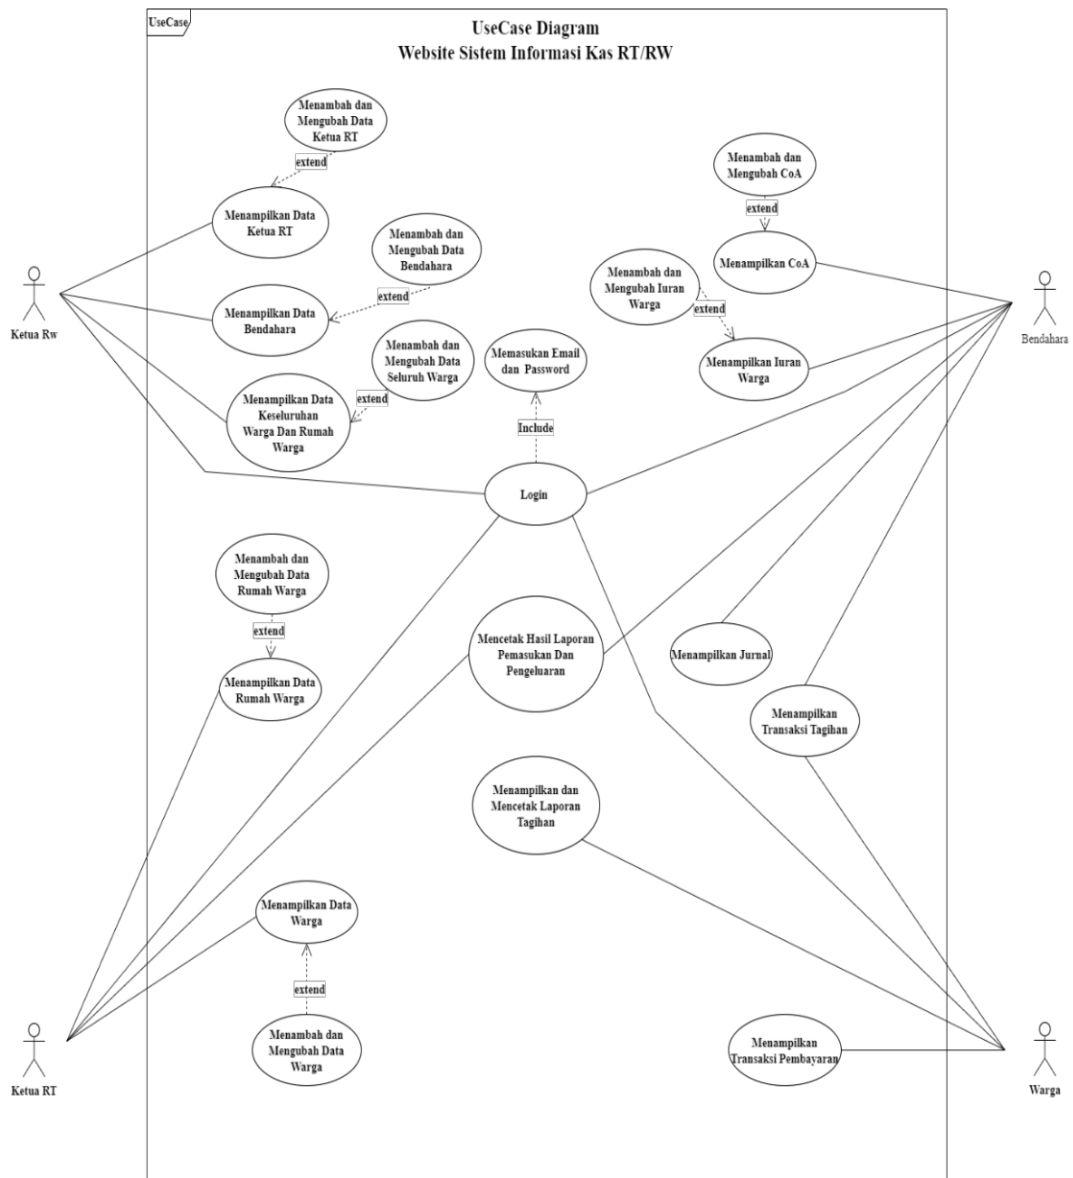 UseCase
UseCase Diagram
Website Sistem Informasi Kas RT/RW
Menambah dan
Mengubah Data
Ketua RT
extend
Menampilkan Data
Ketua RT
Menambah dan
Mengubah CoA
extend
Menampilkan CoA
Menambah dan
Mengubah Data
Bendahara
extend
Menampilkan Data
Bendahara
Menambah dan
Mengubah Iuran
Warga
extend
Menampilkan Iuran
Warga
Ketua Rw
Bendahara
Menambah dan
Mengubah Data
Seluruh Warga
extend
Menampilkan Data
Keseluruhan
Warga Dan Rumah
Warga
Memasukan Email
dan Password
Include
Login
Menambah dan
Mengubah Data
Rumah Warga
extend
Menampilkan Data
Rumah Warga
Mencetak Hasil Laporan
Pemasukan Dan
Pengeluaran
Menampilkan Jurnal
Menampilkan
Transaksi Tagihan
Menampilkan dan
Mencetak Laporan
Tagihan
Menampilkan Data
Warga
extend
Menambah dan
Mengubah Data
Warga
Menampilkan
Transaksi Pembayaran
Ketua RT
Warga